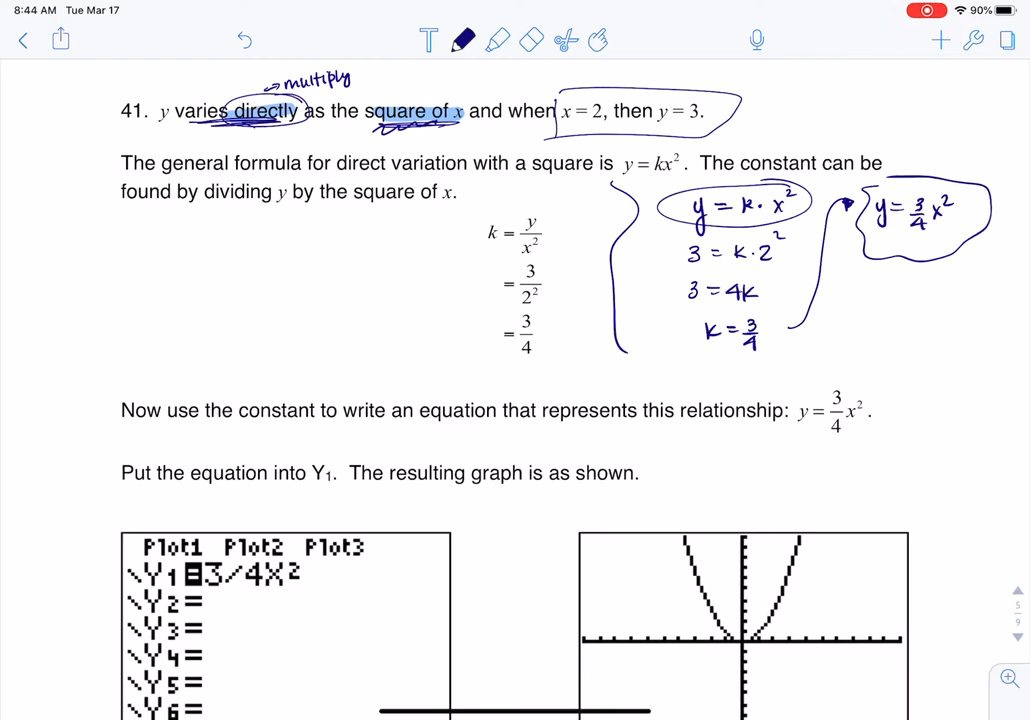 8:44 AM Tue Mar 17
90%
T
multiply
41. y varies directly as the square of x and when x = 2, then y = 3.
The general formula for direct variation with a square is y = kx². The constant can be
found by dividing y by the square of x.
k = y/x²
= 3/2²
= 3/4
y = k · x²
3 = k · 2²
3 = 4k
k = 3/4
y = 3/4 x²
Now use the constant to write an equation that represents this relationship: y = 3/4 x².
Put the equation into Y₁. The resulting graph is as shown.
Plot1 Plot2 Plot3
\Y1=3/4X²
\Y2=
\Y3=
\Y4=
\Y5=
\Y6=
5
9